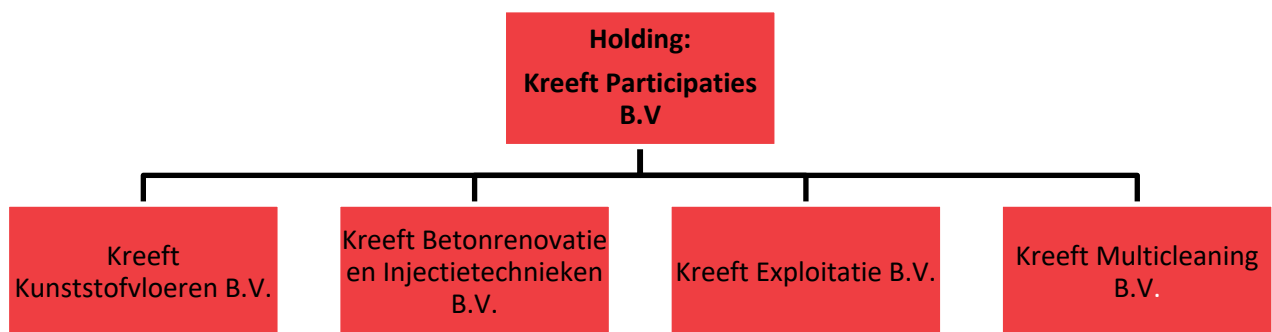 Holding:
Kreeft Participaties
B.V
Kreeft
Kunststofvloeren B.V.
Kreeft Betonrenovatie
en Injectietechnieken
B.V.
Kreeft Exploitatie B.V.
Kreeft Multicleaning
B.V.